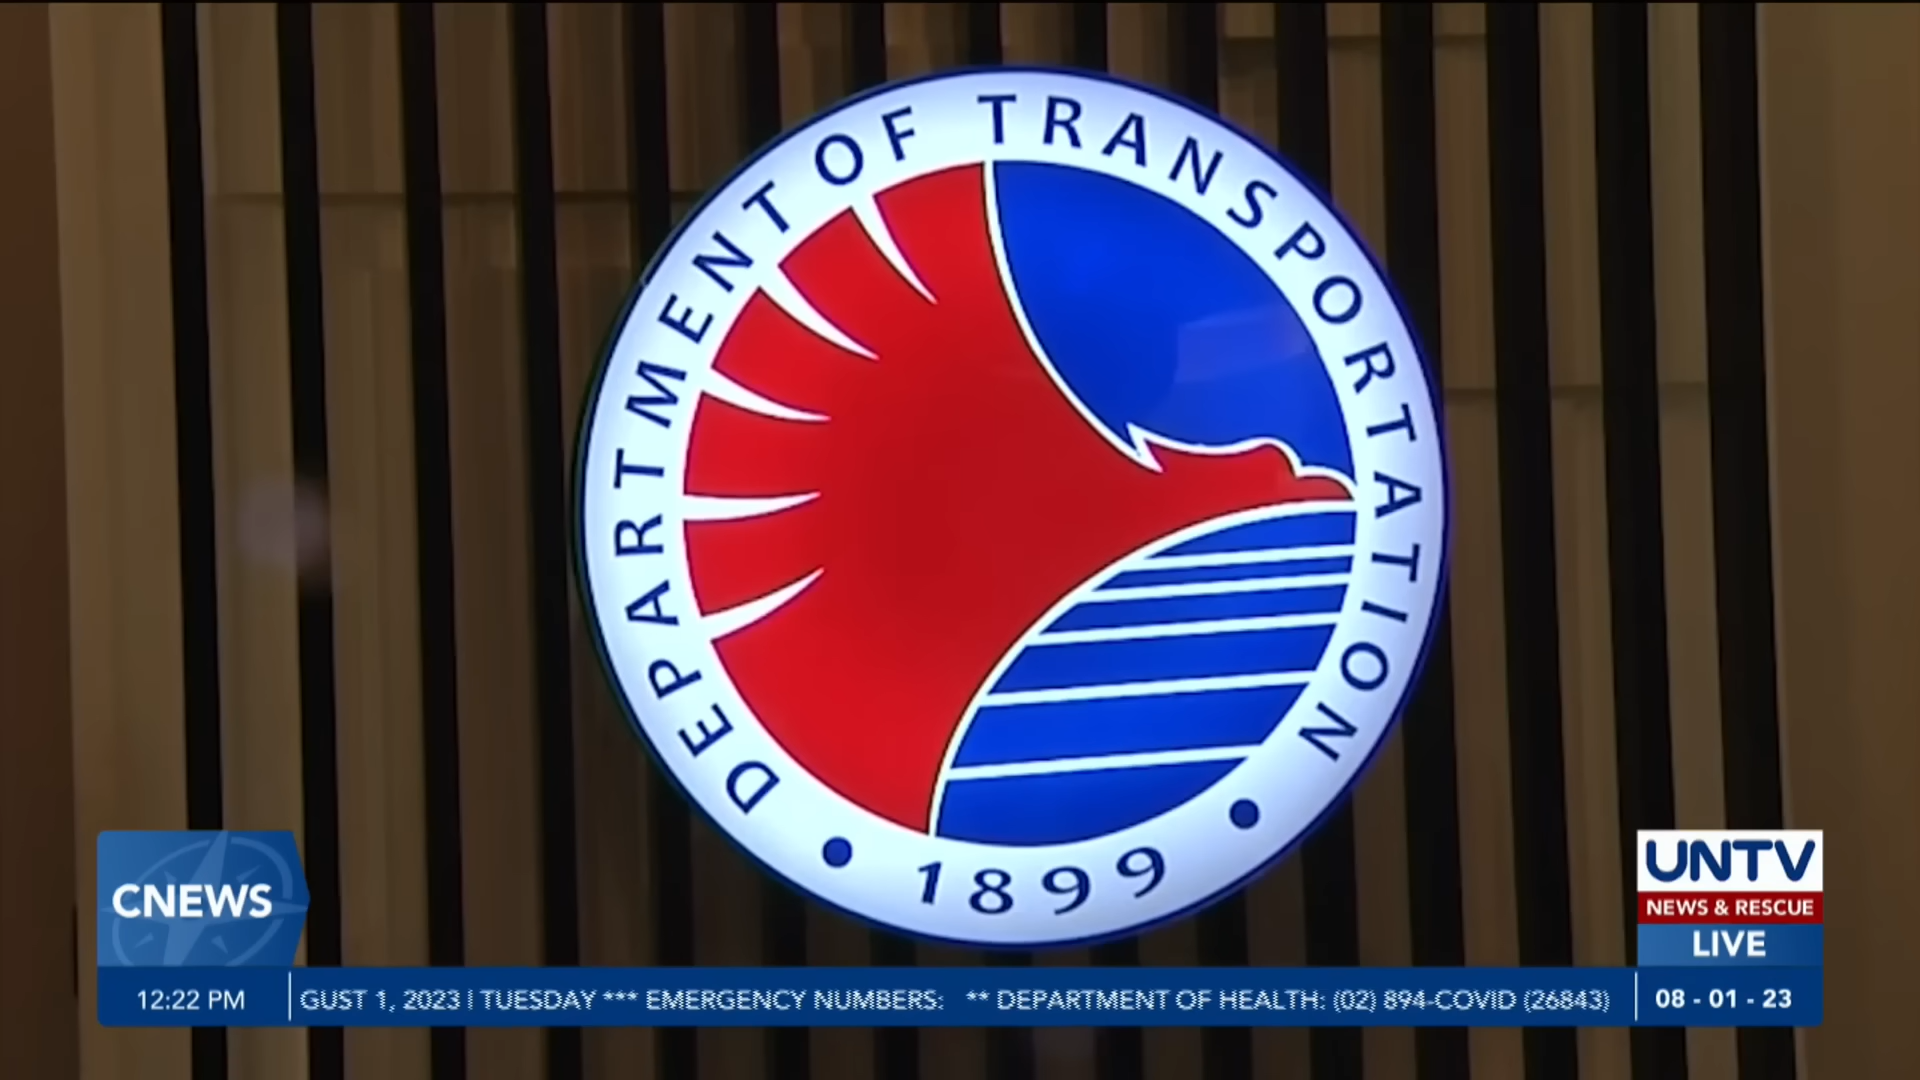 DEPARTMENT OF TRANSPORTATION
• 1899 •
CNEWS
UNTV
NEWS & RESCUE
LIVE
12:22 PM
GUST 1, 2023 | TUESDAY *** EMERGENCY NUMBERS: ** DEPARTMENT OF HEALTH: (02) 894-COVID (26843)
08 - 01 - 23